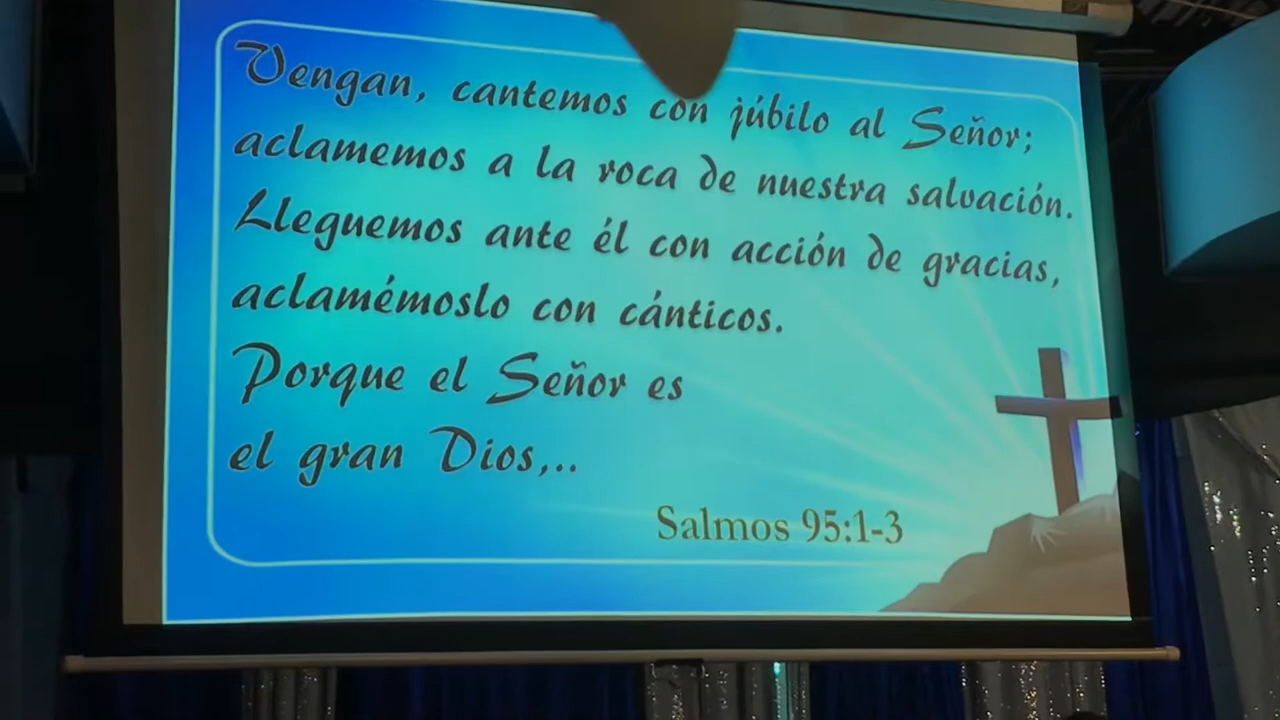 Vengan, cantemos con júbilo al Señor;
aclamemos a la roca de nuestra salvación.
Lleguemos ante él con acción de gracias,
aclamémoslo con cánticos.
Porque el Señor es
el gran Dios,..
Salmos 95:1-3